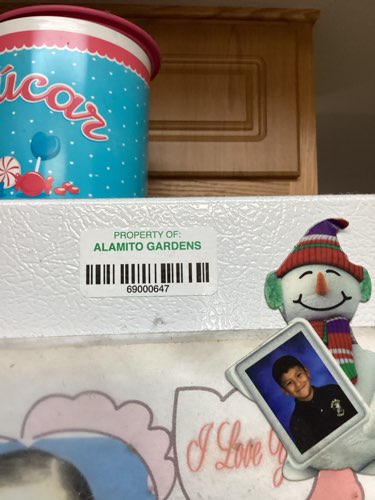 úcar
PROPERTY OF:
ALAMITO GARDENS
69000647
I Love